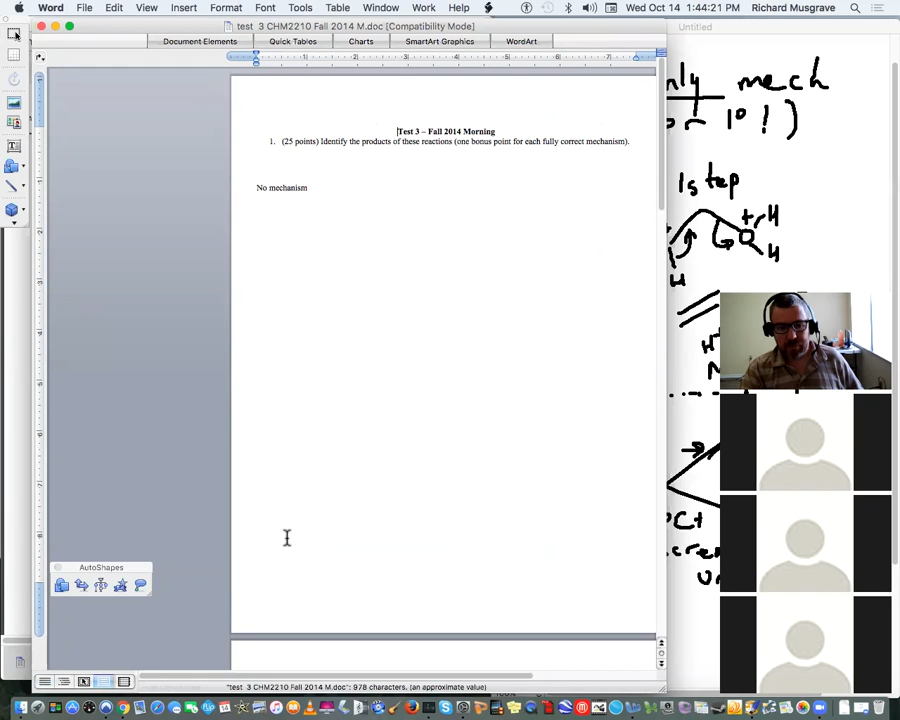 Word File Edit View Insert Format Font Tools Table Window Work Help
Wed Oct 14 1:44:21 PM Richard Musgrave
test 3 CHM2210 Fall 2014 M.doc [Compatibility Mode]
Untitled
Document Elements Quick Tables Charts SmartArt Graphics WordArt
Test 3 – Fall 2014 Morning
1. (25 points) Identify the products of these reactions (one bonus point for each fully correct mechanism).
No mechanism
nly mech
or 1° ! )
1 step
+ H
H
H
AutoShapes
"test 3 CHM2210 Fall 2014 M.doc": 978 characters. (an approximate value)